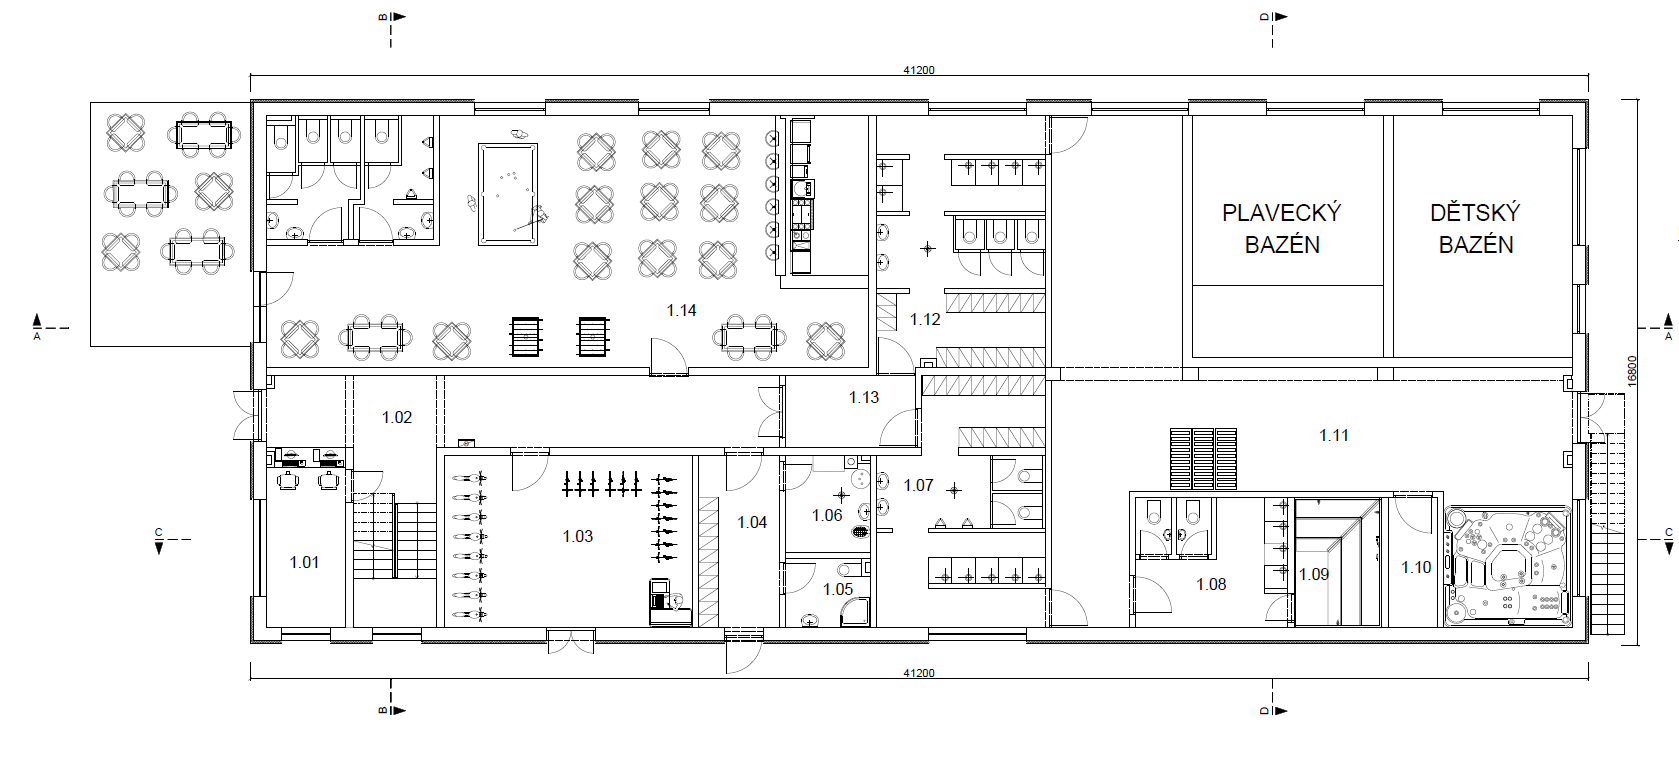 B
D
41200
PLAVECKÝ
BAZÉN
DĚTSKÝ
BAZÉN
1.14
1.12
A
A
16800
1.13
1.02
1.11
1.07
1.04
1.06
1.03
C
C
1.01
1.05
1.08
1.09
1.10
41200
B
D